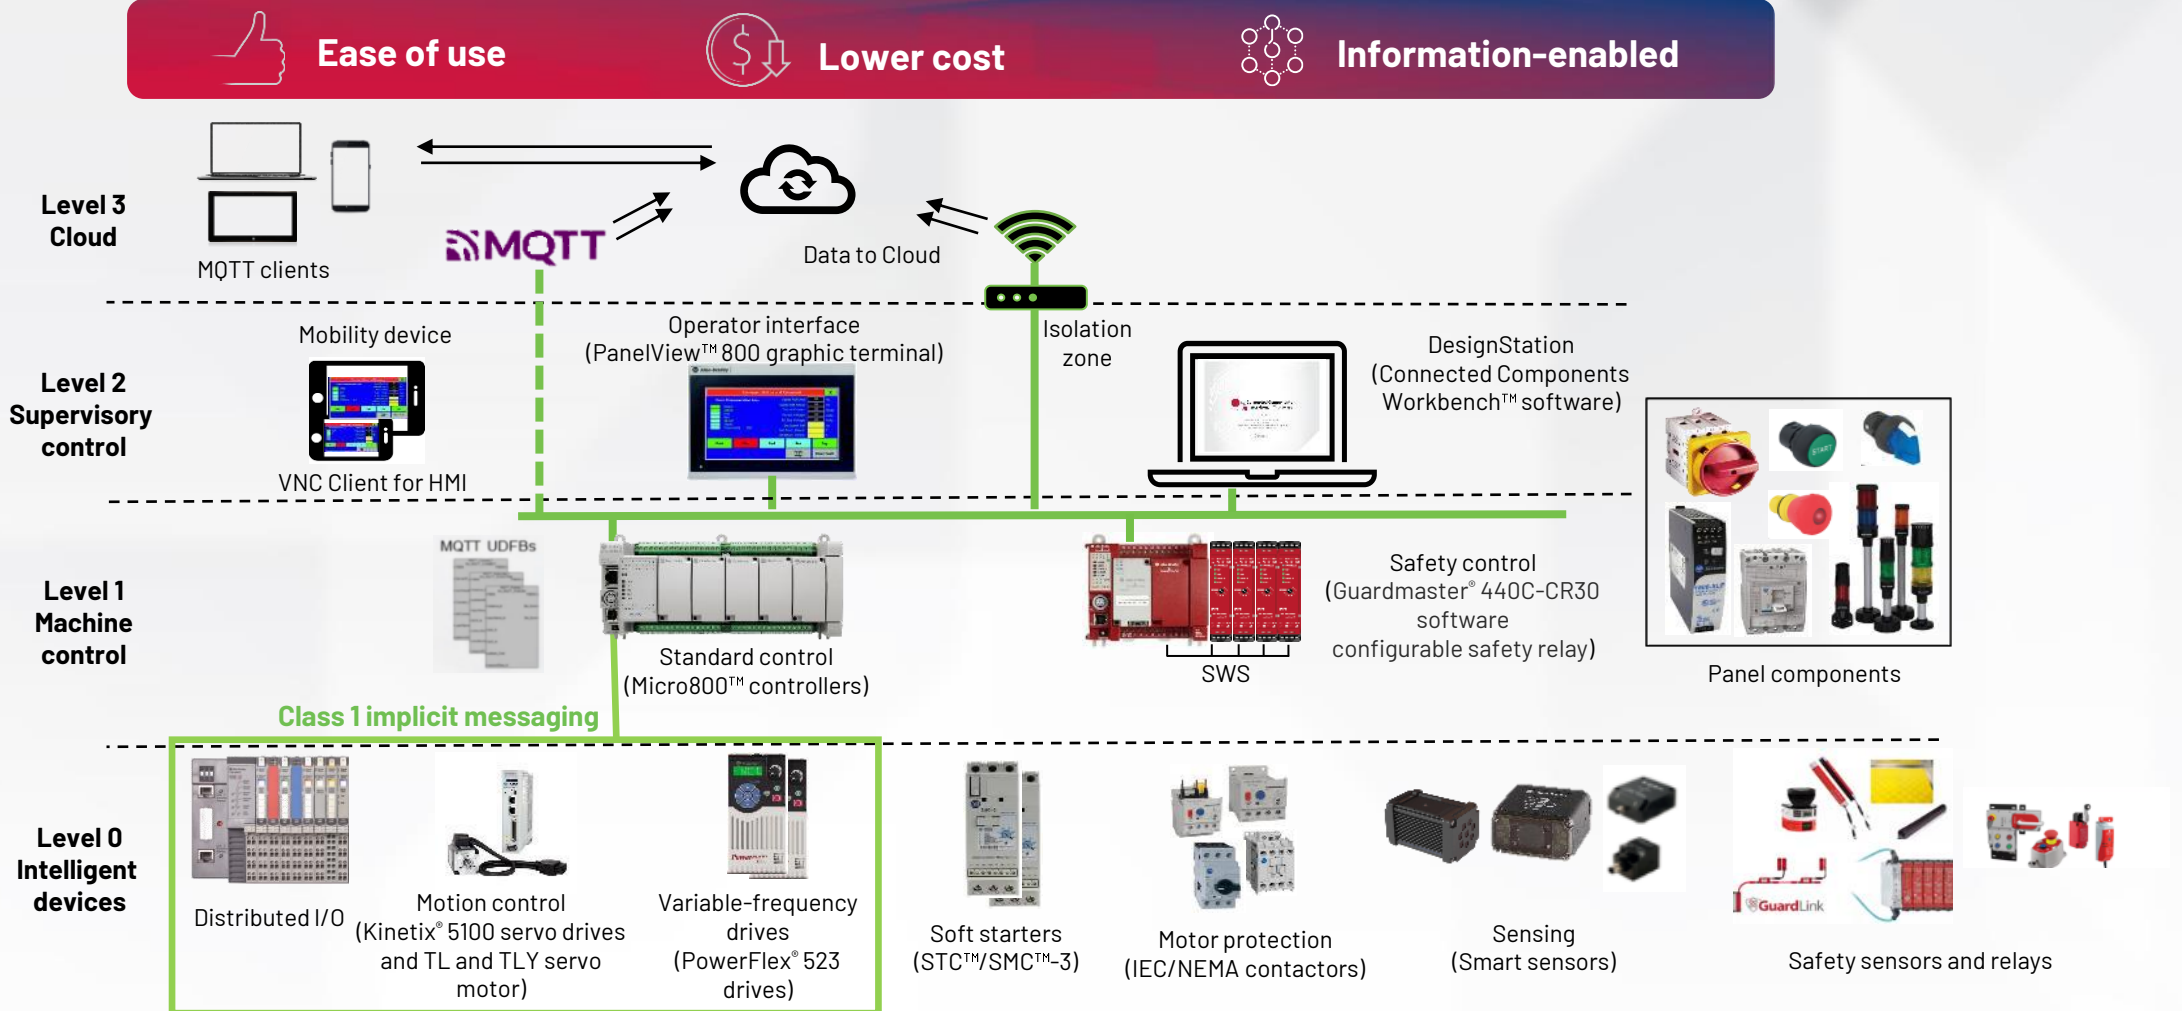 Ease of use
Lower cost
Information-enabled
Level 3
Cloud
MQTT clients
MQTT
Data to Cloud
Level 2
Supervisory
control
Mobility device
VNC Client for HMI
Operator interface
(PanelView™ 800 graphic terminal)
Isolation
zone
DesignStation
(Connected Components
Workbench™ software)
START
Level 1
Machine
control
MQTT UDFBs
Standard control
(Micro800™ controllers)
SWS
Safety control
(Guardmaster® 440C-CR30
software
configurable safety relay)
Panel components
Class 1 implicit messaging
Level 0
Intelligent
devices
Distributed I/O
Motion control
(Kinetix® 5100 servo drives
and TL and TLY servo
motor)
Variable-frequency
drives
(PowerFlex® 523
drives)
Soft starters
(STC™/SMC™-3)
Motor protection
(IEC/NEMA contactors)
Sensing
(Smart sensors)
GuardLink
Safety sensors and relays